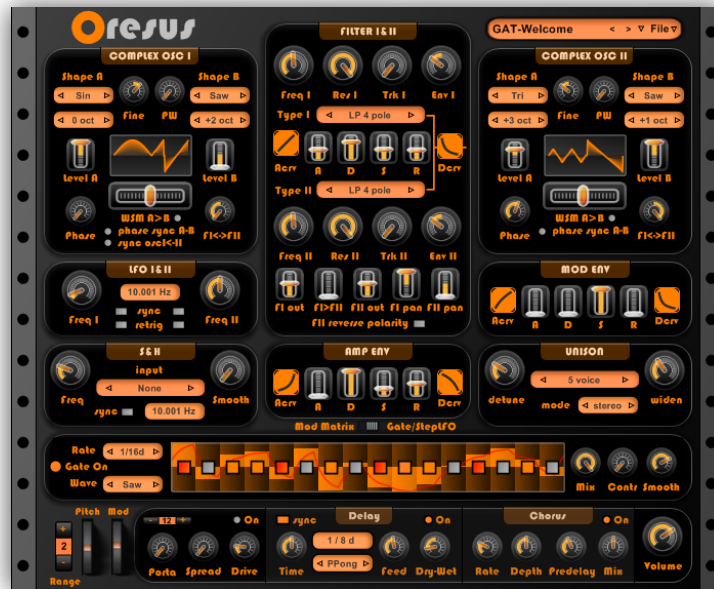 Oresus
GAT-Welcome < > ∇ File∇
COMPLEX OSC I
Shape A Shape B
Sin Saw
Fine PW
0 oct +2 oct
Level A Level B
WSM A>B
Phase phase sync A-B FI<->FII
sync oscI<-II
FILTER I & II
Freq I Res I Trk I Env I
Type I LP 4 pole
Acrv A D S R Dcrv
Type II LP 4 pole
Freq II Res II Trk II Env II
FI out FI>FII FII out FI pan FII pan
FII reverse polarity
COMPLEX OSC II
Shape A Shape B
Tri Saw
Fine PW
+3 oct +1 oct
Level A Level B
WSM A>B
Phase phase sync A-B FI<->FII
LFO I & II
10.001 Hz
Freq I sync Freq II
retrig
MOD ENV
Acrv A D S R Dcrv
S & H
input
None
Freq Smooth
sync 10.001 Hz
AMP ENV
Acrv A D S R Dcrv
UNISON
5 voice
detune widen
mode stereo
Mod Matrix Gate/StepLFO
Rate 1/16d
Gate On
Wave Saw
Mix Contr Smooth
Pitch Mod
+
2
-
Range
- 12 + On
Porta Spread Drive
sync Delay On
1 / 8 d
PPong
Time Feed Dry-Wet
Chorus On
Rate Depth Predelay Mix
Volume